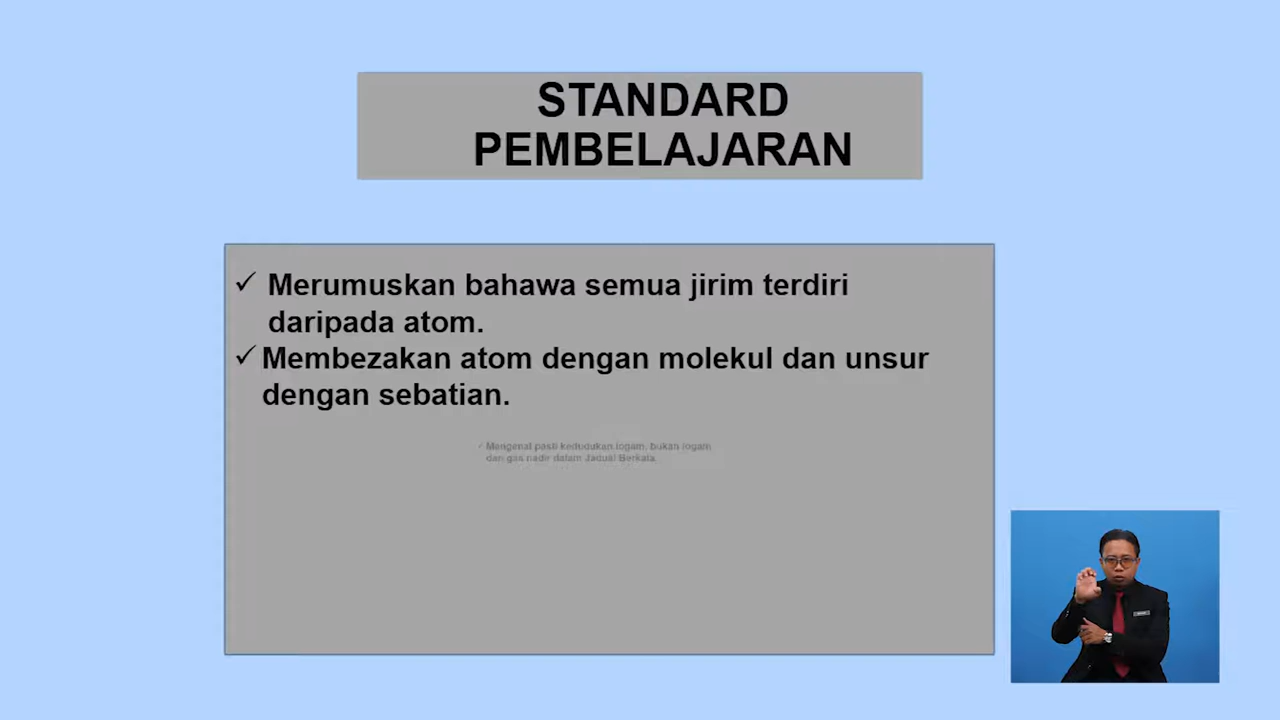 STANDARD
PEMBELAJARAN
✓ Merumuskan bahawa semua jirim terdiri
daripada atom.
✓ Membezakan atom dengan molekul dan unsur
dengan sebatian.
✓ Mengenal pasti kedudukan logam, bukan logam
dan gas nadir dalam Jadual Berkala.